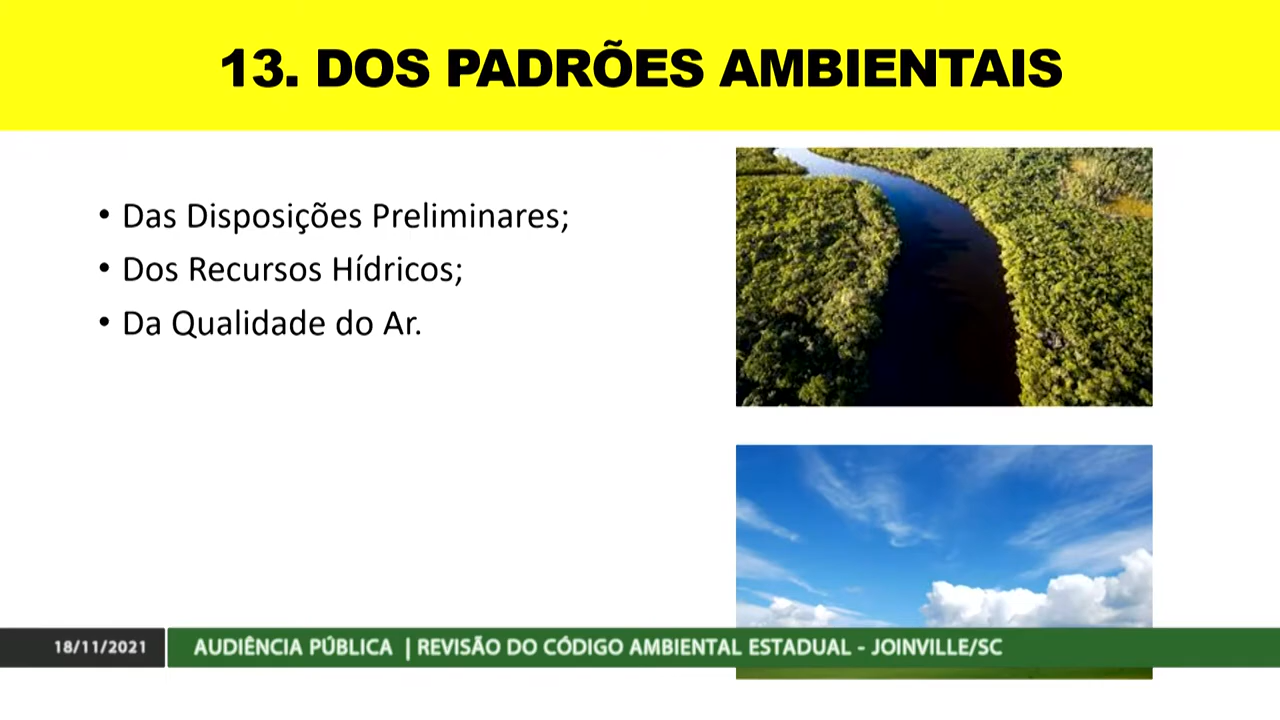 13. DOS PADRÕES AMBIENTAIS
• Das Disposições Preliminares;
• Dos Recursos Hídricos;
• Da Qualidade do Ar.
18/11/2021
AUDIÊNCIA PÚBLICA | REVISÃO DO CÓDIGO AMBIENTAL ESTADUAL - JOINVILLE/SC